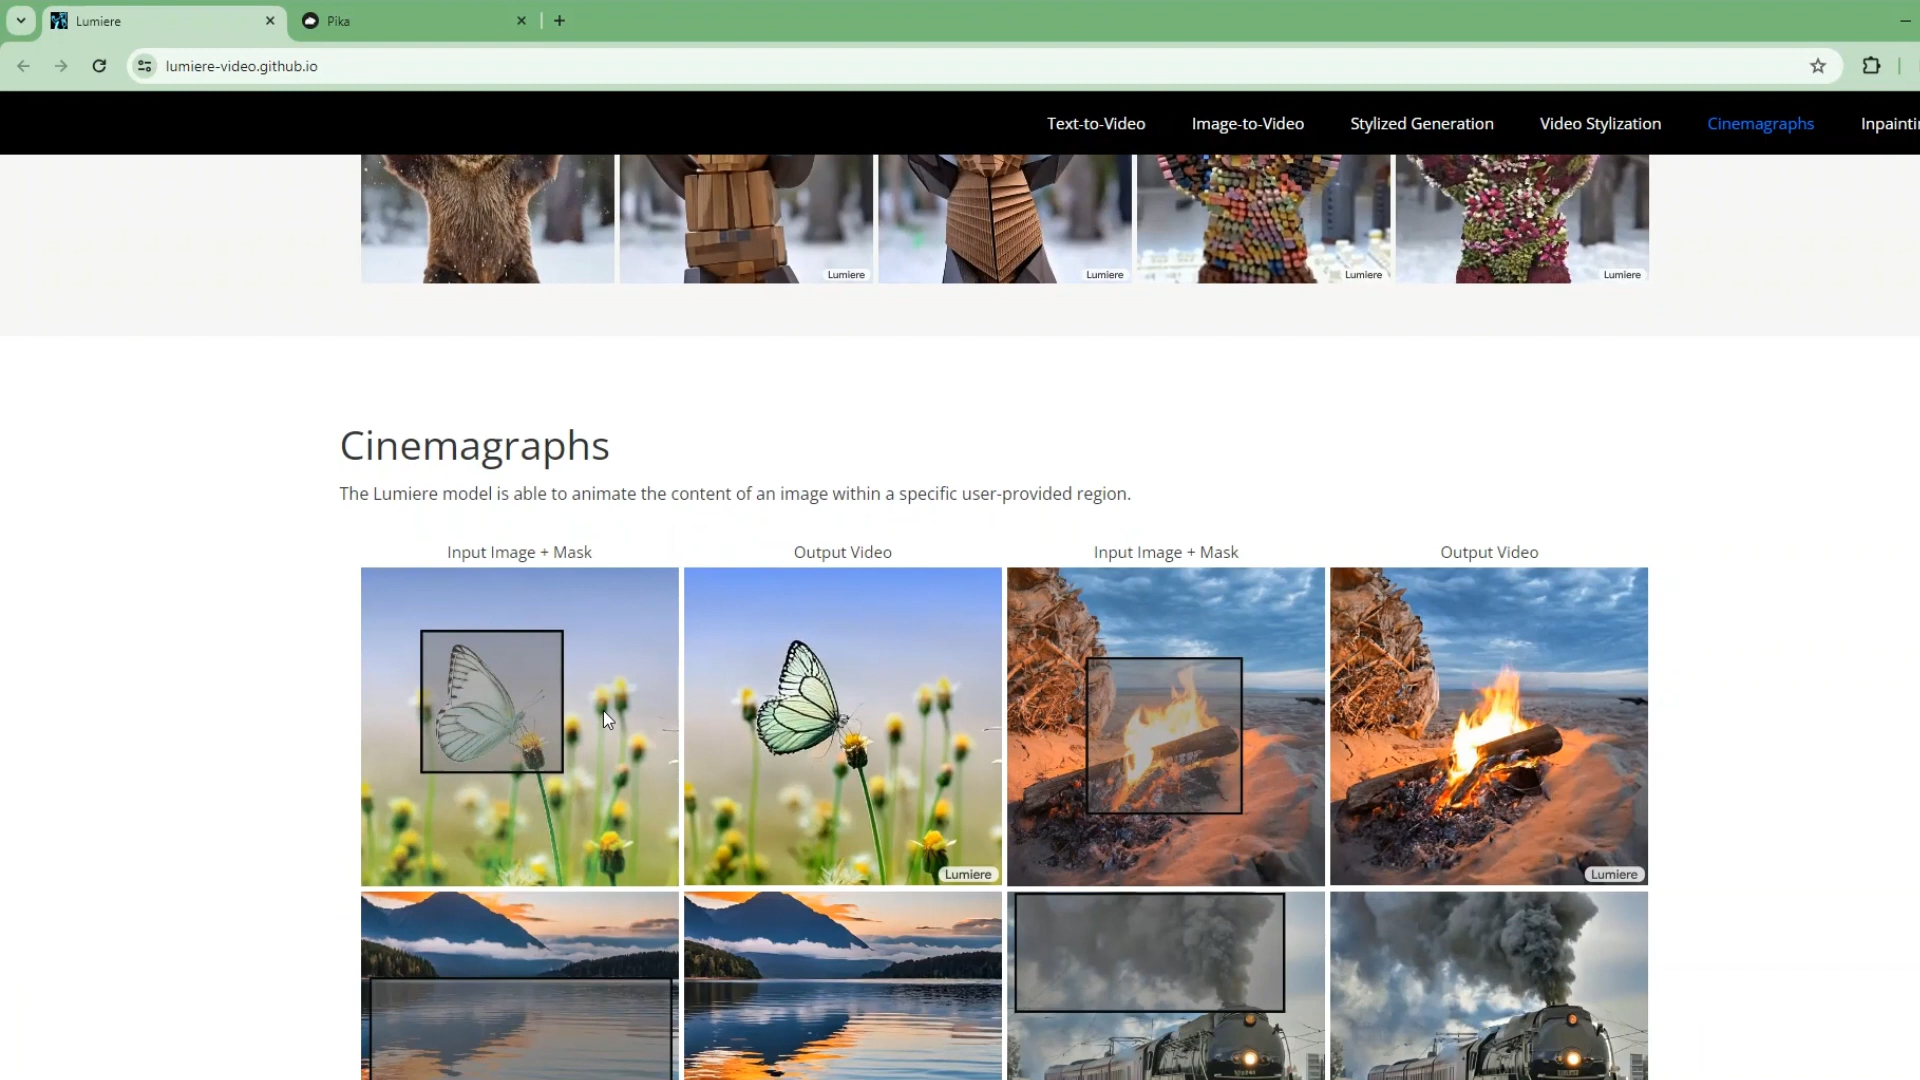 Lumiere
Pika
lumiere-video.github.io
Text-to-Video
Image-to-Video
Stylized Generation
Video Stylization
Cinemagraphs
Inpainti
Lumiere
Lumiere
Lumiere
Lumiere
Cinemagraphs
The Lumiere model is able to animate the content of an image within a specific user-provided region.
Input Image + Mask
Output Video
Input Image + Mask
Output Video
Lumiere
Lumiere